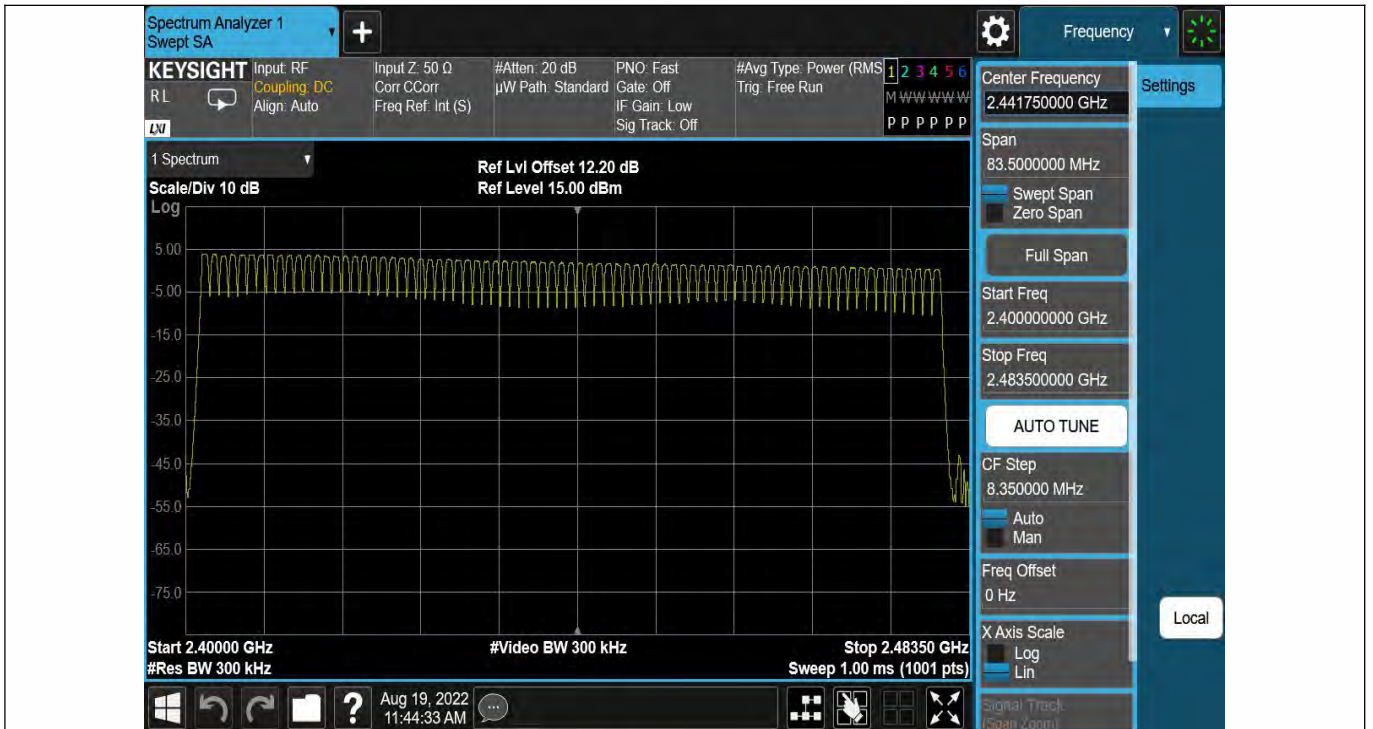 Spectrum Analyzer 1
Swept SA
Frequency
KEYSIGHT
R L
LXI
Input: RF
Coupling: DC
Align: Auto
Input Z: 50 Ω
Corr CCorr
Freq Ref: Int (S)
#Atten: 20 dB
µW Path: Standard
PNO: Fast
Gate: Off
IF Gain: Low
Sig Track: Off
#Avg Type: Power (RMS
Trig: Free Run
1 2 3 4 5 6
M W W W W W
P P P P P P
Center Frequency
2.441750000 GHz
Settings
Span
83.5000000 MHz
Swept Span
Zero Span
Full Span
Start Freq
2.400000000 GHz
Stop Freq
2.483500000 GHz
AUTO TUNE
CF Step
8.350000 MHz
Auto
Man
Freq Offset
0 Hz
X Axis Scale
Log
Lin
Signal Track
(Span Zoom)
Local
1 Spectrum
Scale/Div 10 dB
Ref Lvl Offset 12.20 dB
Ref Level 15.00 dBm
Log
5.00
-5.00
-15.0
-25.0
-35.0
-45.0
-55.0
-65.0
-75.0
Start 2.40000 GHz
#Res BW 300 kHz
#Video BW 300 kHz
Stop 2.48350 GHz
Sweep 1.00 ms (1001 pts)
?
Aug 19, 2022
11:44:33 AM